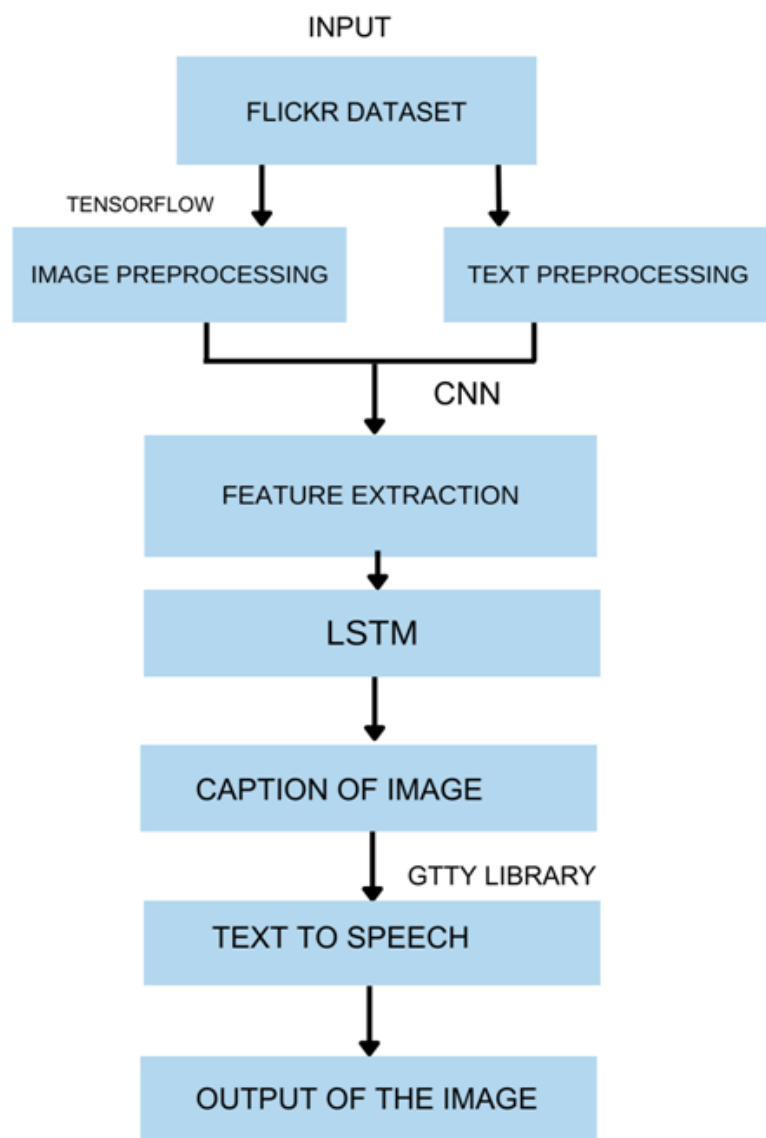 INPUT
FLICKR DATASET
TENSORFLOW
IMAGE PREPROCESSING
TEXT PREPROCESSING
CNN
FEATURE EXTRACTION
LSTM
CAPTION OF IMAGE
GTTY LIBRARY
TEXT TO SPEECH
OUTPUT OF THE IMAGE